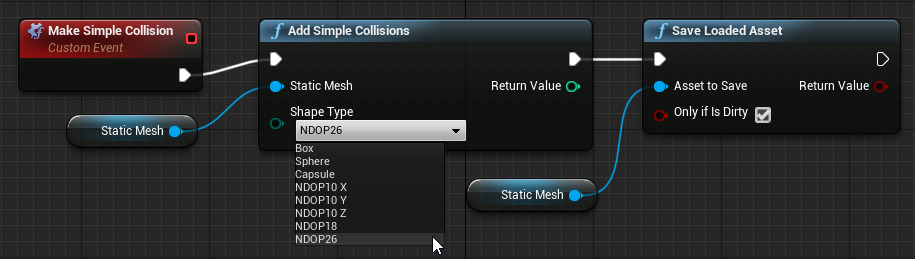 Make Simple Collision
Custom Event
Add Simple Collisions
Save Loaded Asset
Static Mesh
Return Value
Asset to Save
Return Value
Shape Type
Only if Is Dirty
Static Mesh
NDOP26
Box
Sphere
Capsule
NDOP10 X
NDOP10 Y
NDOP10 Z
NDOP18
NDOP26
Static Mesh